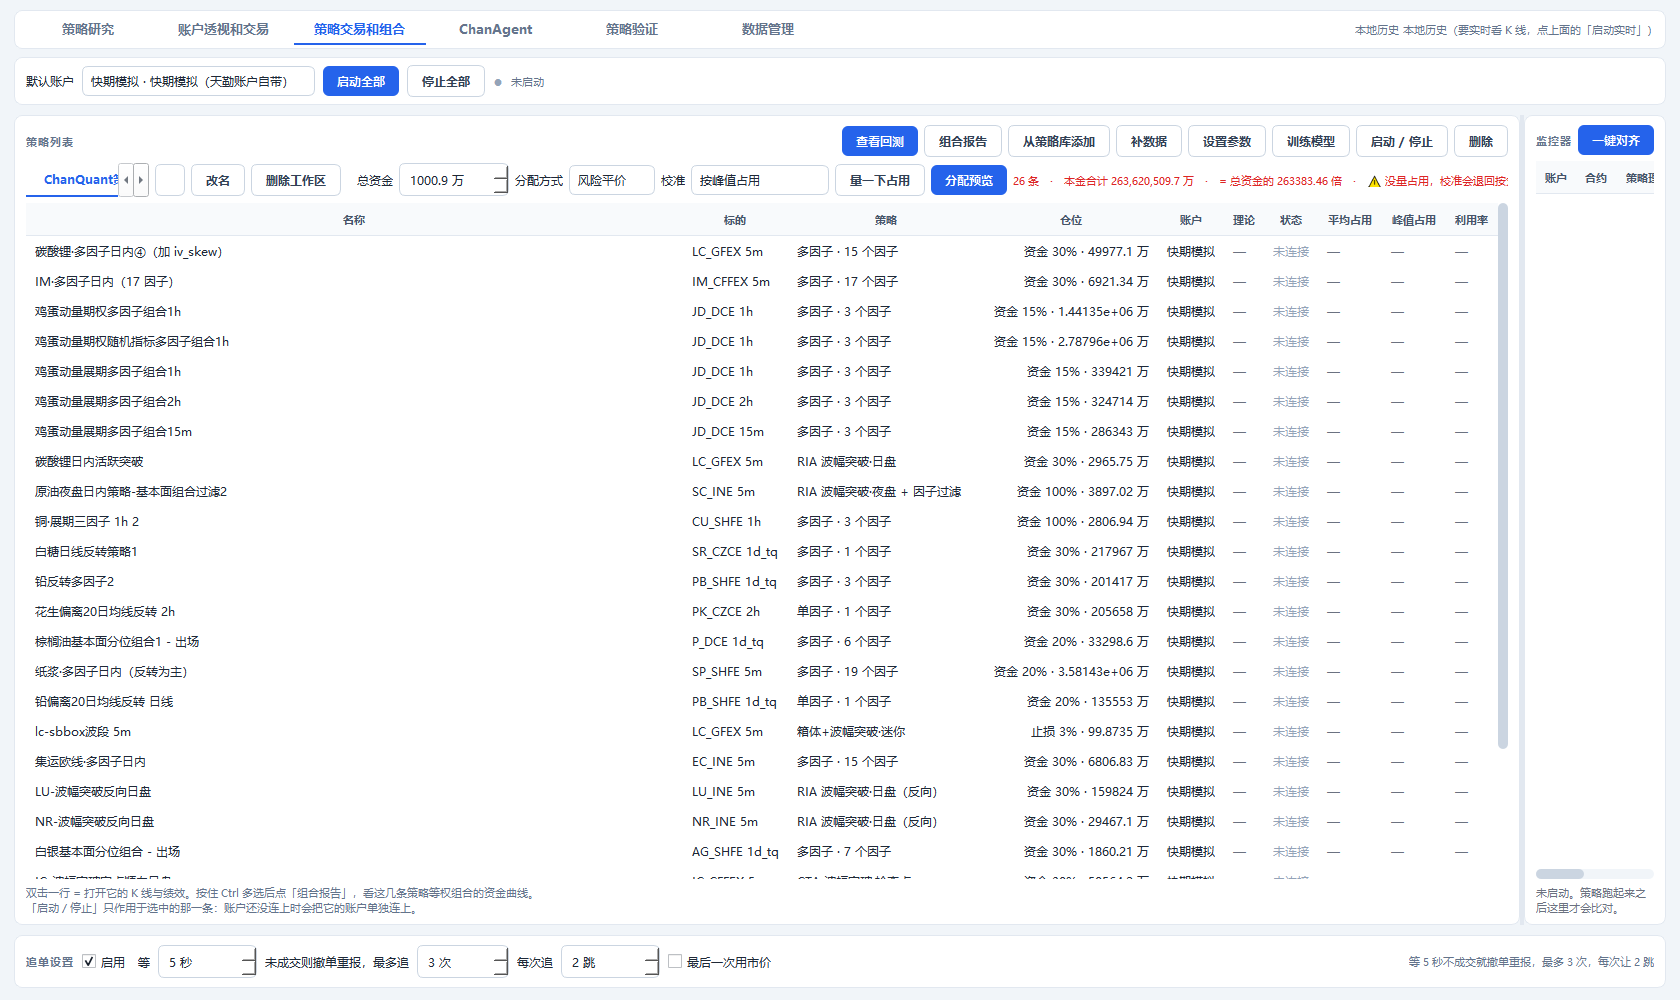 策略研究 账户透视和交易 策略交易和组合 ChanAgent 策略验证 数据管理 本地历史 本地历史（要实时看 K 线，点上面的「启动实时」）
默认账户 快期模拟 · 快期模拟（天勤账户自带） 启动全部 停止全部 ● 未启动
策略列表 查看回测 组合报告 从策略库添加 补数据 设置参数 训练模型 启动 / 停止 删除
ChanQuant 改名 删除工作区 总资金 1000.9 万 分配方式 风险平价 校准 按峰值占用 量一下占用 分配预览 26 条 · 本金合计 263,620,509.7 万 · = 总资金的 263383.46 倍 · ⚠ 没量占用，校准会退回按
名称 标的 策略 仓位 账户 理论 状态 平均占用 峰值占用 利用率
碳酸锂·多因子日内④（加 iv_skew） LC_GFEX 5m 多因子 · 15 个因子 资金 30% · 49977.1 万 快期模拟 — 未连接 — — —
IM·多因子日内（17 因子） IM_CFFEX 5m 多因子 · 17 个因子 资金 30% · 6921.34 万 快期模拟 — 未连接 — — —
鸡蛋动量期权多因子组合1h JD_DCE 1h 多因子 · 3 个因子 资金 15% · 1.44135e+06 万 快期模拟 — 未连接 — — —
鸡蛋动量期权随机指标多因子组合1h JD_DCE 1h 多因子 · 3 个因子 资金 15% · 2.78796e+06 万 快期模拟 — 未连接 — — —
鸡蛋动量展期多因子组合1h JD_DCE 1h 多因子 · 3 个因子 资金 15% · 339421 万 快期模拟 — 未连接 — — —
鸡蛋动量展期多因子组合2h JD_DCE 2h 多因子 · 3 个因子 资金 15% · 324714 万 快期模拟 — 未连接 — — —
鸡蛋动量展期多因子组合15m JD_DCE 15m 多因子 · 3 个因子 资金 15% · 286343 万 快期模拟 — 未连接 — — —
碳酸锂日内活跃突破 LC_GFEX 5m RIA 波幅突破·日盘 资金 30% · 2965.75 万 快期模拟 — 未连接 — — —
原油夜盘日内策略-基本面组合过滤2 SC_INE 5m RIA 波幅突破·夜盘 + 因子过滤 资金 100% · 3897.02 万 快期模拟 — 未连接 — — —
铜·展期三因子 1h 2 CU_SHFE 1h 多因子 · 3 个因子 资金 100% · 2806.94 万 快期模拟 — 未连接 — — —
白糖日线反转策略1 SR_CZCE 1d_tq 多因子 · 1 个因子 资金 30% · 217967 万 快期模拟 — 未连接 — — —
铅反转多因子2 PB_SHFE 1d_tq 多因子 · 3 个因子 资金 30% · 201417 万 快期模拟 — 未连接 — — —
花生偏离20日均线反转 2h PK_CZCE 2h 单因子 · 1 个因子 资金 30% · 205658 万 快期模拟 — 未连接 — — —
棕榈油基本面分位组合1 - 出场 P_DCE 1d_tq 多因子 · 6 个因子 资金 20% · 33298.6 万 快期模拟 — 未连接 — — —
纸浆·多因子日内（反转为主） SP_SHFE 5m 多因子 · 19 个因子 资金 20% · 3.58143e+06 万 快期模拟 — 未连接 — — —
铅偏离20日均线反转 日线 PB_SHFE 1d_tq 单因子 · 1 个因子 资金 20% · 135553 万 快期模拟 — 未连接 — — —
lc-sbbox波段 5m LC_GFEX 5m 箱体+波幅突破·迷你 止损 3% · 99.8735 万 快期模拟 — 未连接 — — —
集运欧线·多因子日内 EC_INE 5m 多因子 · 15 个因子 资金 30% · 6806.83 万 快期模拟 — 未连接 — — —
LU-波幅突破反向日盘 LU_INE 5m RIA 波幅突破·日盘（反向） 资金 30% · 159824 万 快期模拟 — 未连接 — — —
NR-波幅突破反向日盘 NR_INE 5m RIA 波幅突破·日盘（反向） 资金 30% · 29467.1 万 快期模拟 — 未连接 — — —
白银基本面分位组合 - 出场 AG_SHFE 1d_tq 多因子 · 7 个因子 资金 30% · 1860.21 万 快期模拟 — 未连接 — — —
双击一行 = 打开它的 K 线与绩效。按住 Ctrl 多选后点「组合报告」，看这几条策略等权组合的资金曲线。
「启动 / 停止」只作用于选中的那一条：账户还没连上时会把它的账户单独连上。
监控器 一键对齐
账户 合约 策略理
未启动。策略跑起来之
后这里才会比对。
追单设置 启用 等 5 秒 未成交则撤单重报，最多追 3 次 每次追 2 跳 最后一次用市价 等 5 秒不成交就撤单重报，最多 3 次，每次让 2 跳